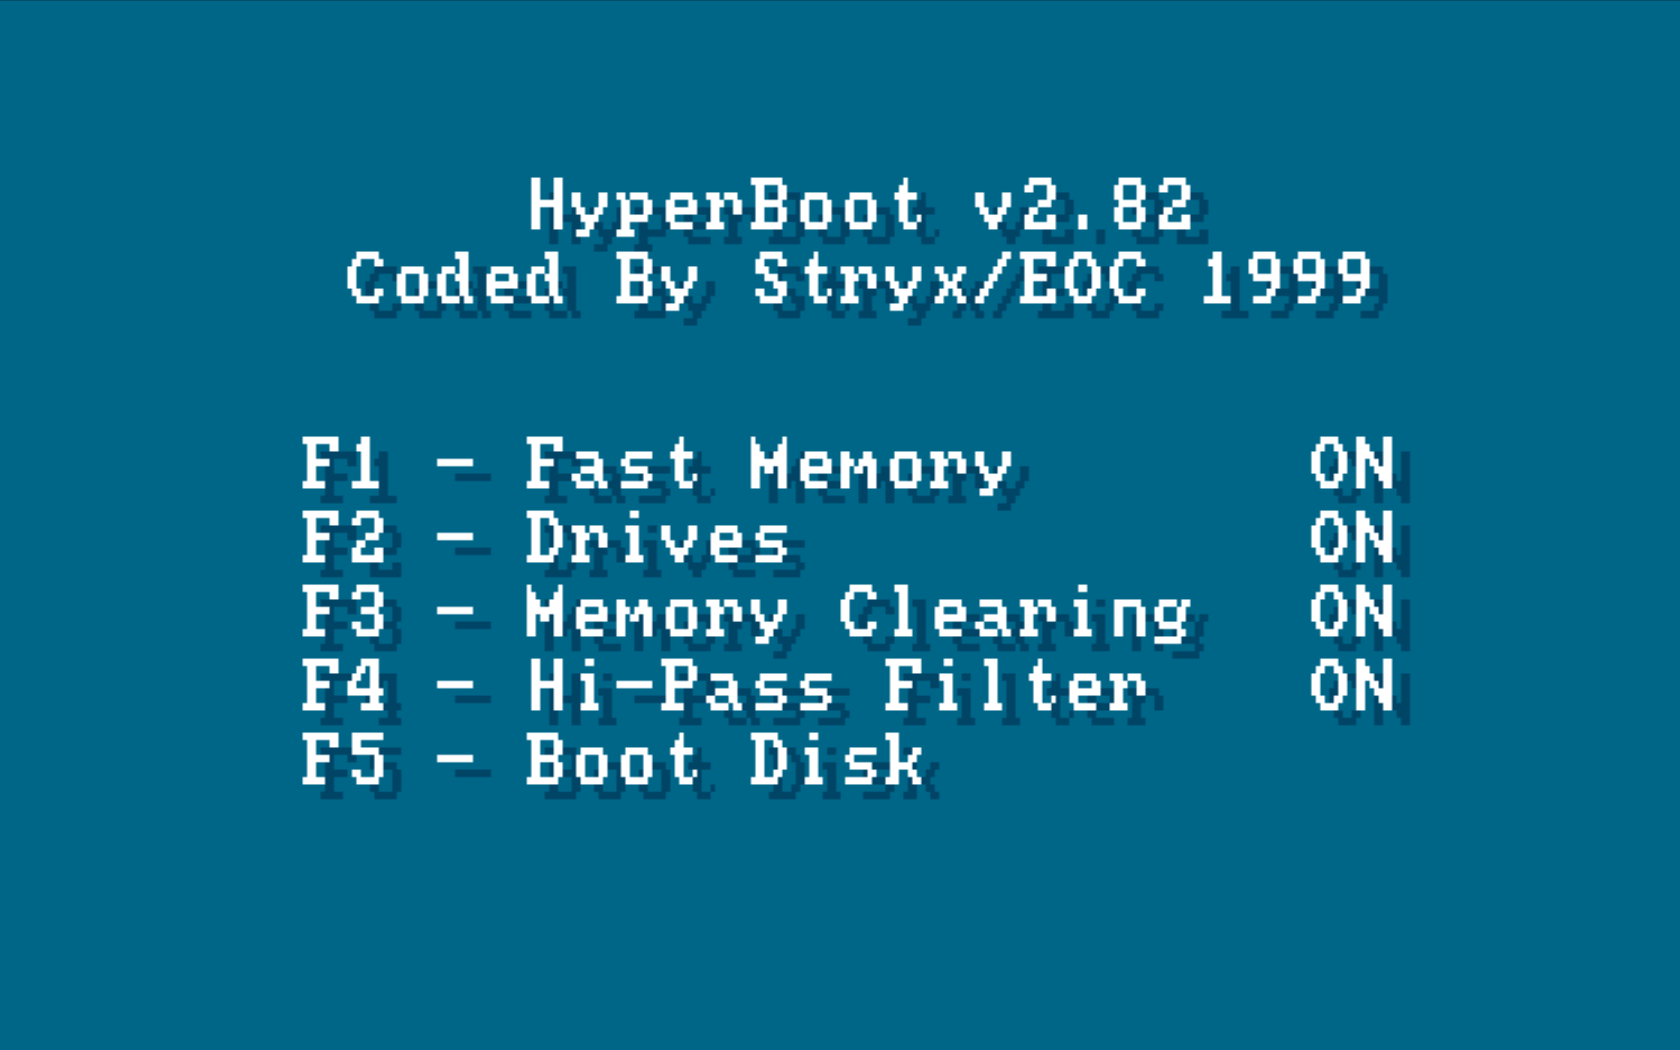 HyperBoot v2.82
Coded By Stryx/EOC 1999
F1 - Fast Memory ON
F2 - Drives ON
F3 - Memory Clearing ON
F4 - Hi-Pass Filter ON
F5 - Boot Disk